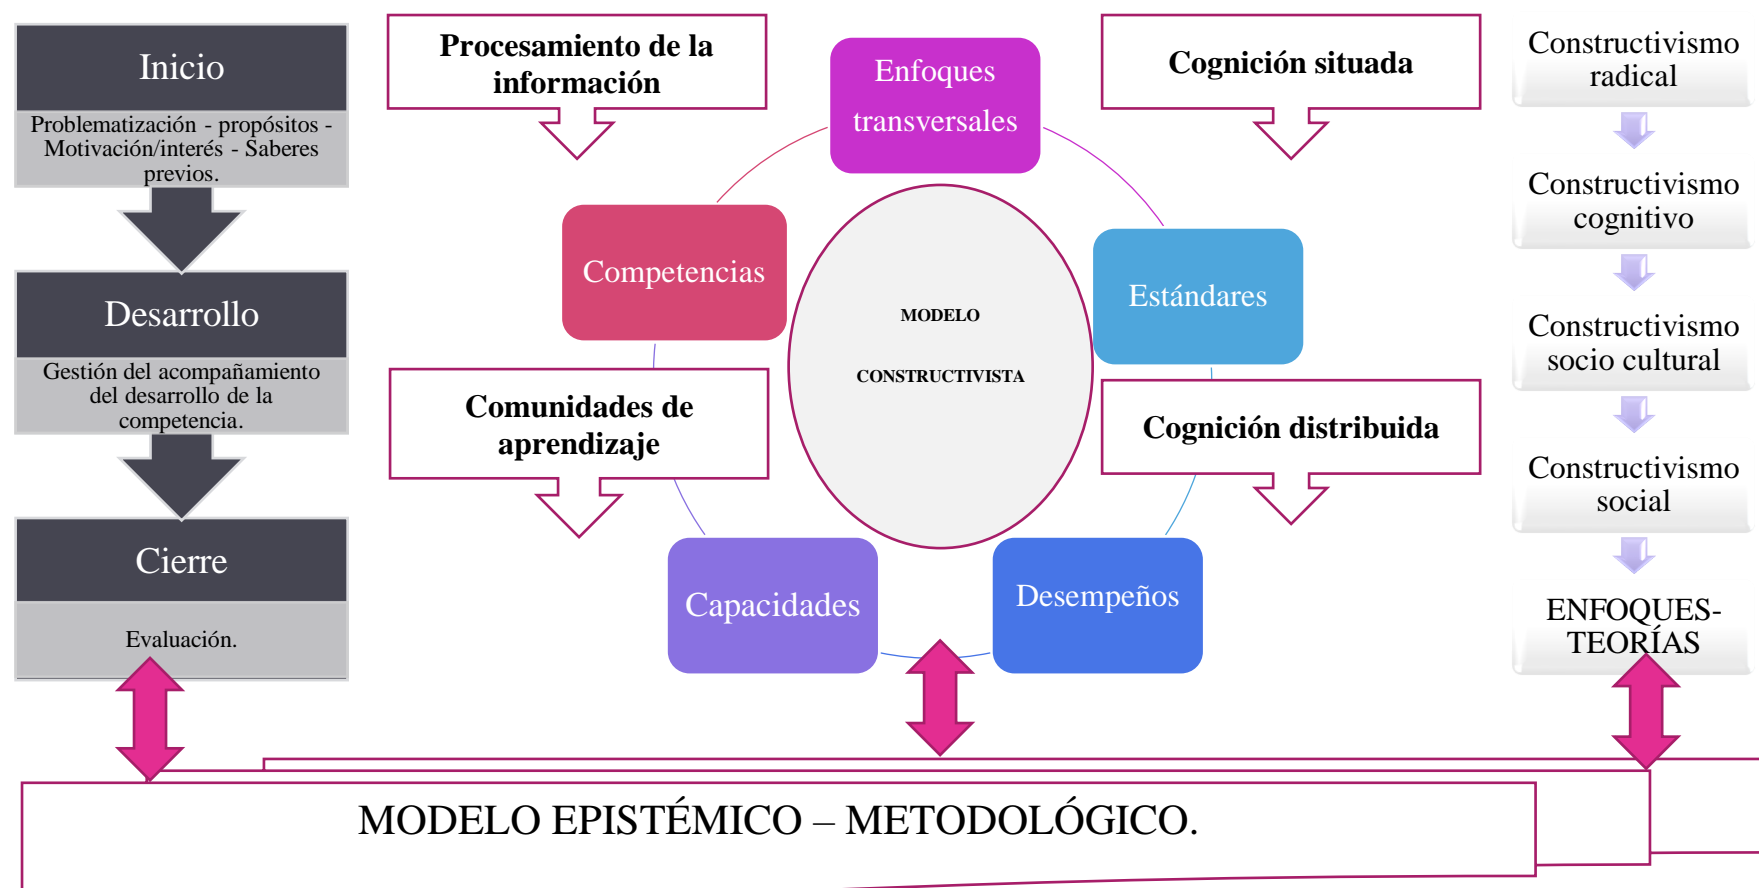 Inicio
Problematización - propósitos -
Motivación/interés - Saberes
previos.
Desarrollo
Gestión del acompañamiento
del desarrollo de la
competencia.
Cierre
Evaluación.
Procesamiento de la
información
Enfoques
transversales
Cognición situada
Competencias
Estándares
MODELO
CONSTRUCTIVISTA
Comunidades de
aprendizaje
Cognición distribuida
Capacidades
Desempeños
Constructivismo
radical
Constructivismo
cognitivo
Constructivismo
socio cultural
Constructivismo
social
ENFOQUES-
TEORÍAS
MODELO EPISTÉMICO – METODOLÓGICO.